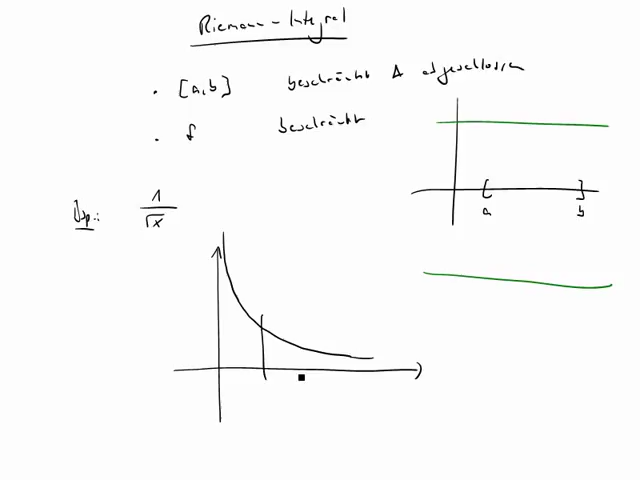 Riemann-Integral
· [a,b] beschränkt ∧ abgeschlossen
· f beschränkt
a b
Bsp.: 1/√x